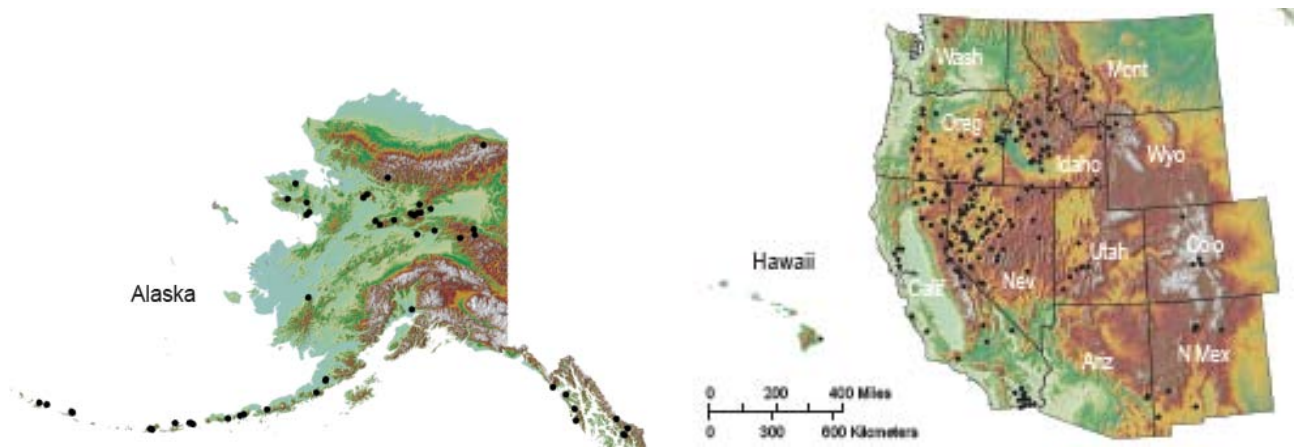 Alaska
Hawaii
Wash
Mont
Oreg
Idaho
Wyo
Nev
Utah
Colo
Calif
Ariz
N Mex
0 200 400 Miles
0 300 600 Kilometers